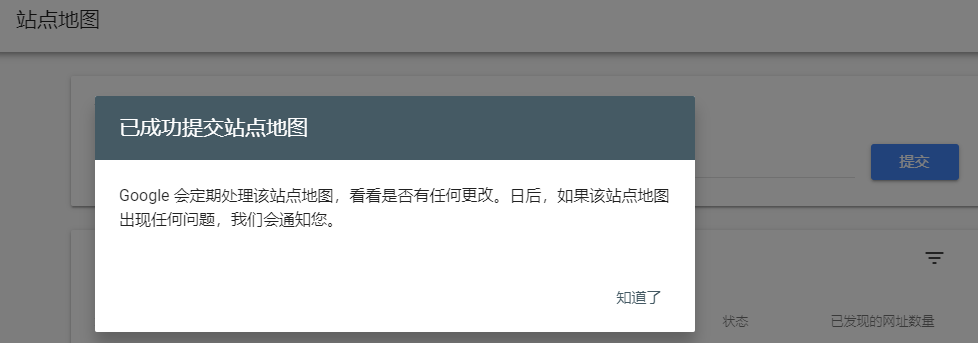 站点地图
已成功提交站点地图
提交
Google 会定期处理该站点地图，看看是否有任何更改。日后，如果该站点地图
出现任何问题，我们会通知您。
知道了
状态 已发现的网址数量